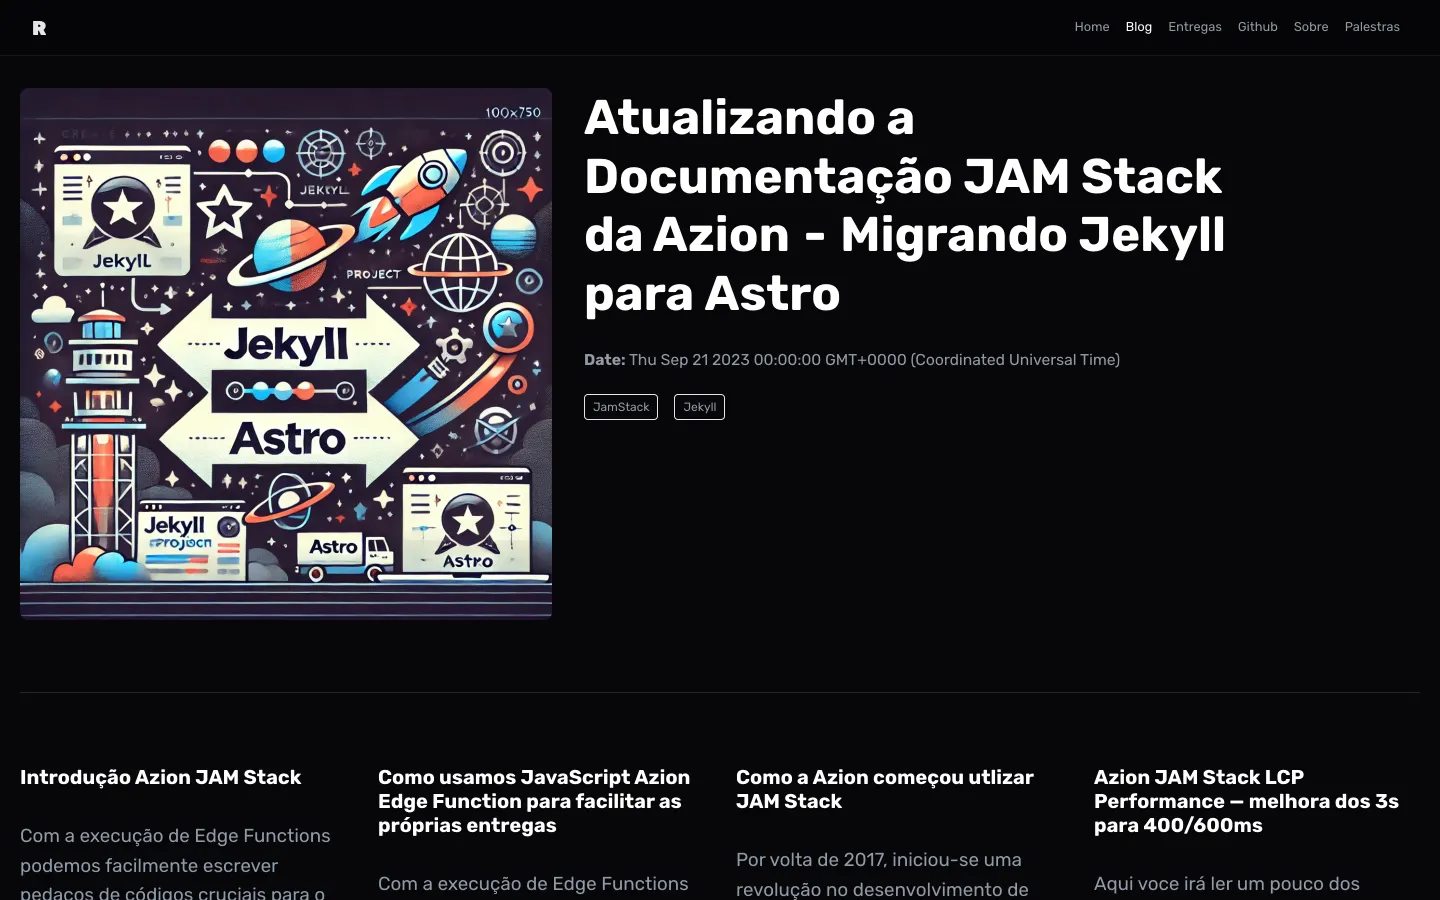 R
Home Blog Entregas Github Sobre Palestras
100x750
JEKYLL
Jekyll
PROJECT
Jekyll
Astro
Jekyll
Astro
Astro
Atualizando a
Documentação JAM Stack
da Azion - Migrando Jekyll
para Astro
Date: Thu Sep 21 2023 00:00:00 GMT+0000 (Coordinated Universal Time)
JamStack Jekyll
Introdução Azion JAM Stack
Com a execução de Edge Functions
podemos facilmente escrever
pedaços de códigos cruciais para o
Como usamos JavaScript Azion
Edge Function para facilitar as
próprias entregas
Com a execução de Edge Functions
Como a Azion começou utlizar
JAM Stack
Por volta de 2017, iniciou-se uma
revolução no desenvolvimento de
Azion JAM Stack LCP
Performance — melhora dos 3s
para 400/600ms
Aqui voce irá ler um pouco dos